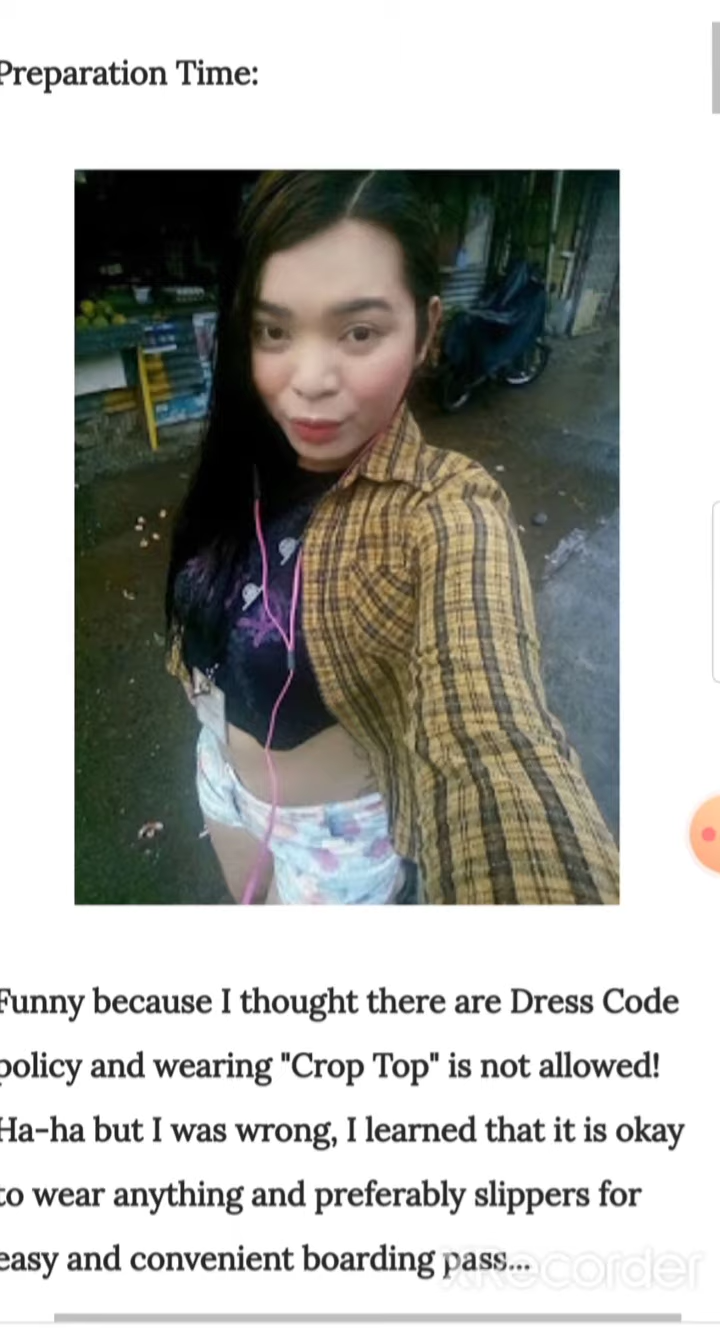 Preparation Time:
Funny because I thought there are Dress Code
policy and wearing "Crop Top" is not allowed!
Ha-ha but I was wrong, I learned that it is okay
to wear anything and preferably slippers for
easy and convenient boarding pass...
XRecorder